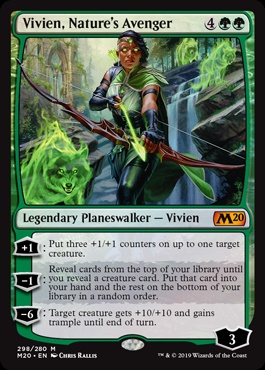 Vivien, Nature's Avenger 4
Legendary Planeswalker — Vivien M20
+1: Put three +1/+1 counters on up to one target
creature.
Reveal cards from the top of your library until
-1: you reveal a creature card. Put that card into
your hand and the rest on the bottom of your
library in a random order.
-6: Target creature gets +10/+10 and gains
trample until end of turn.
3
298/280 M
M20 • EN Chris Rallis ™ & © 2019 Wizards of the Coast